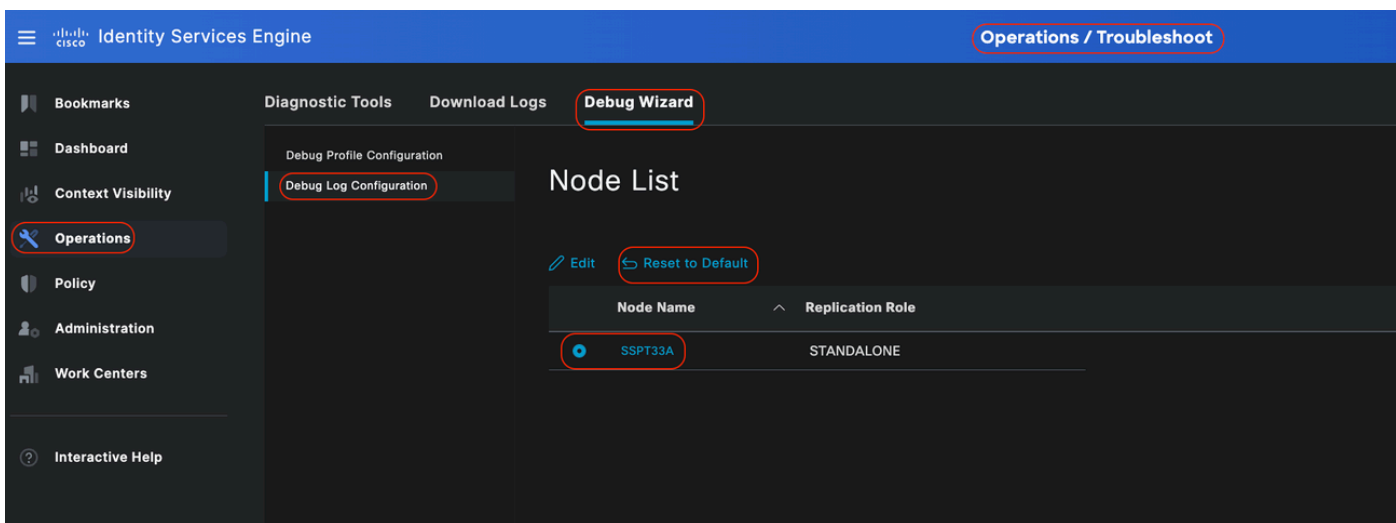 cisco Identity Services Engine
Operations / Troubleshoot
Bookmarks
Dashboard
Context Visibility
Operations
Policy
Administration
Work Centers
Interactive Help
Diagnostic Tools
Download Logs
Debug Wizard
Debug Profile Configuration
Debug Log Configuration
Node List
Edit
Reset to Default
Node Name
Replication Role
SSPT33A
STANDALONE